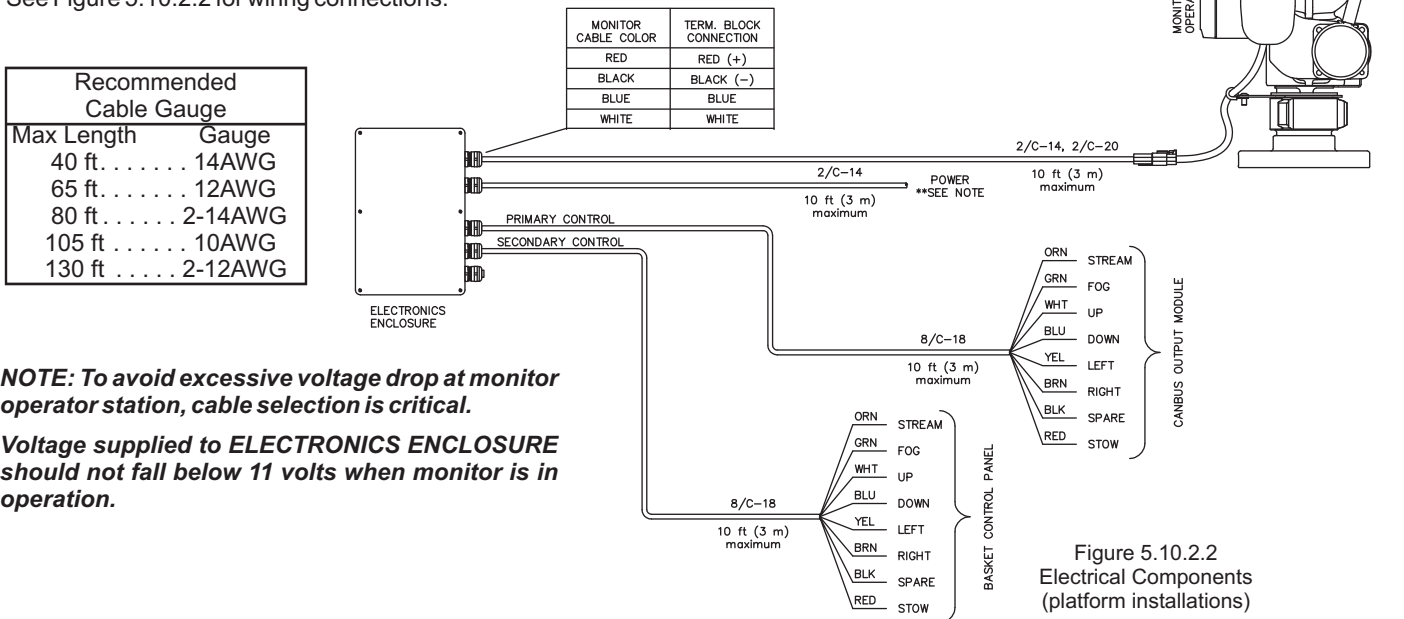 See Figure 5.10.2.2 for wiring connections.
MONITOR CABLE COLOR TERM. BLOCK CONNECTION
RED RED (+)
BLACK BLACK (−)
BLUE BLUE
WHITE WHITE
Recommended
Cable Gauge
Max Length Gauge
40 ft. . . . . . . 14AWG
65 ft. . . . . . . 12AWG
80 ft . . . . . . 2-14AWG
105 ft . . . . . . 10AWG
130 ft . . . . . 2-12AWG
2/C-14, 2/C-20
10 ft (3 m)
maximum
2/C-14
10 ft (3 m)
maximum
POWER
**SEE NOTE
PRIMARY CONTROL
SECONDARY CONTROL
ELECTRONICS
ENCLOSURE
8/C-18
10 ft (3 m)
maximum
ORN STREAM
GRN FOG
WHT UP
BLU DOWN
YEL LEFT
BRN RIGHT
BLK SPARE
RED STOW
CANBUS OUTPUT MODULE
NOTE: To avoid excessive voltage drop at monitor
operator station, cable selection is critical.
Voltage supplied to ELECTRONICS ENCLOSURE
should not fall below 11 volts when monitor is in
operation.
8/C-18
10 ft (3 m)
maximum
ORN STREAM
GRN FOG
WHT UP
BLU DOWN
YEL LEFT
BRN RIGHT
BLK SPARE
RED STOW
BASKET CONTROL PANEL
Figure 5.10.2.2
Electrical Components
(platform installations)